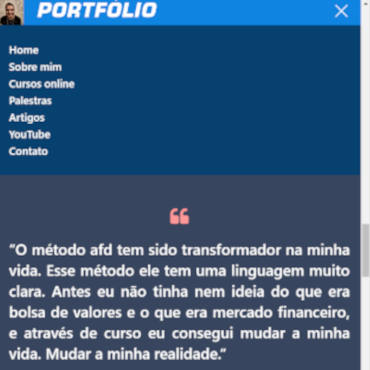 PORTFÓLIO
Home
Sobre mim
Cursos online
Palestras
Artigos
YouTube
Contato
“O método afd tem sido transformador na minha
vida. Esse método ele tem uma linguagem muito
clara. Antes eu não tinha nem ideia do que era
bolsa de valores e o que era mercado financeiro,
e através de curso eu consegui mudar a minha
vida. Mudar a minha realidade.”